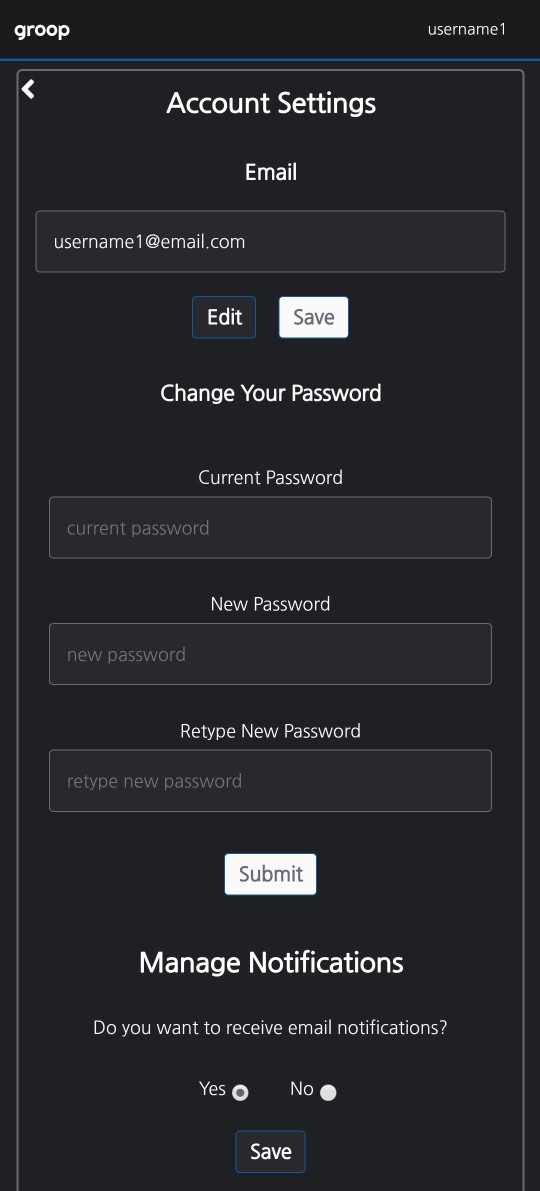 groop
username1
Account Settings
Email
username1@email.com
Edit Save
Change Your Password
Current Password
current password
New Password
new password
Retype New Password
retype new password
Submit
Manage Notifications
Do you want to receive email notifications?
Yes No
Save